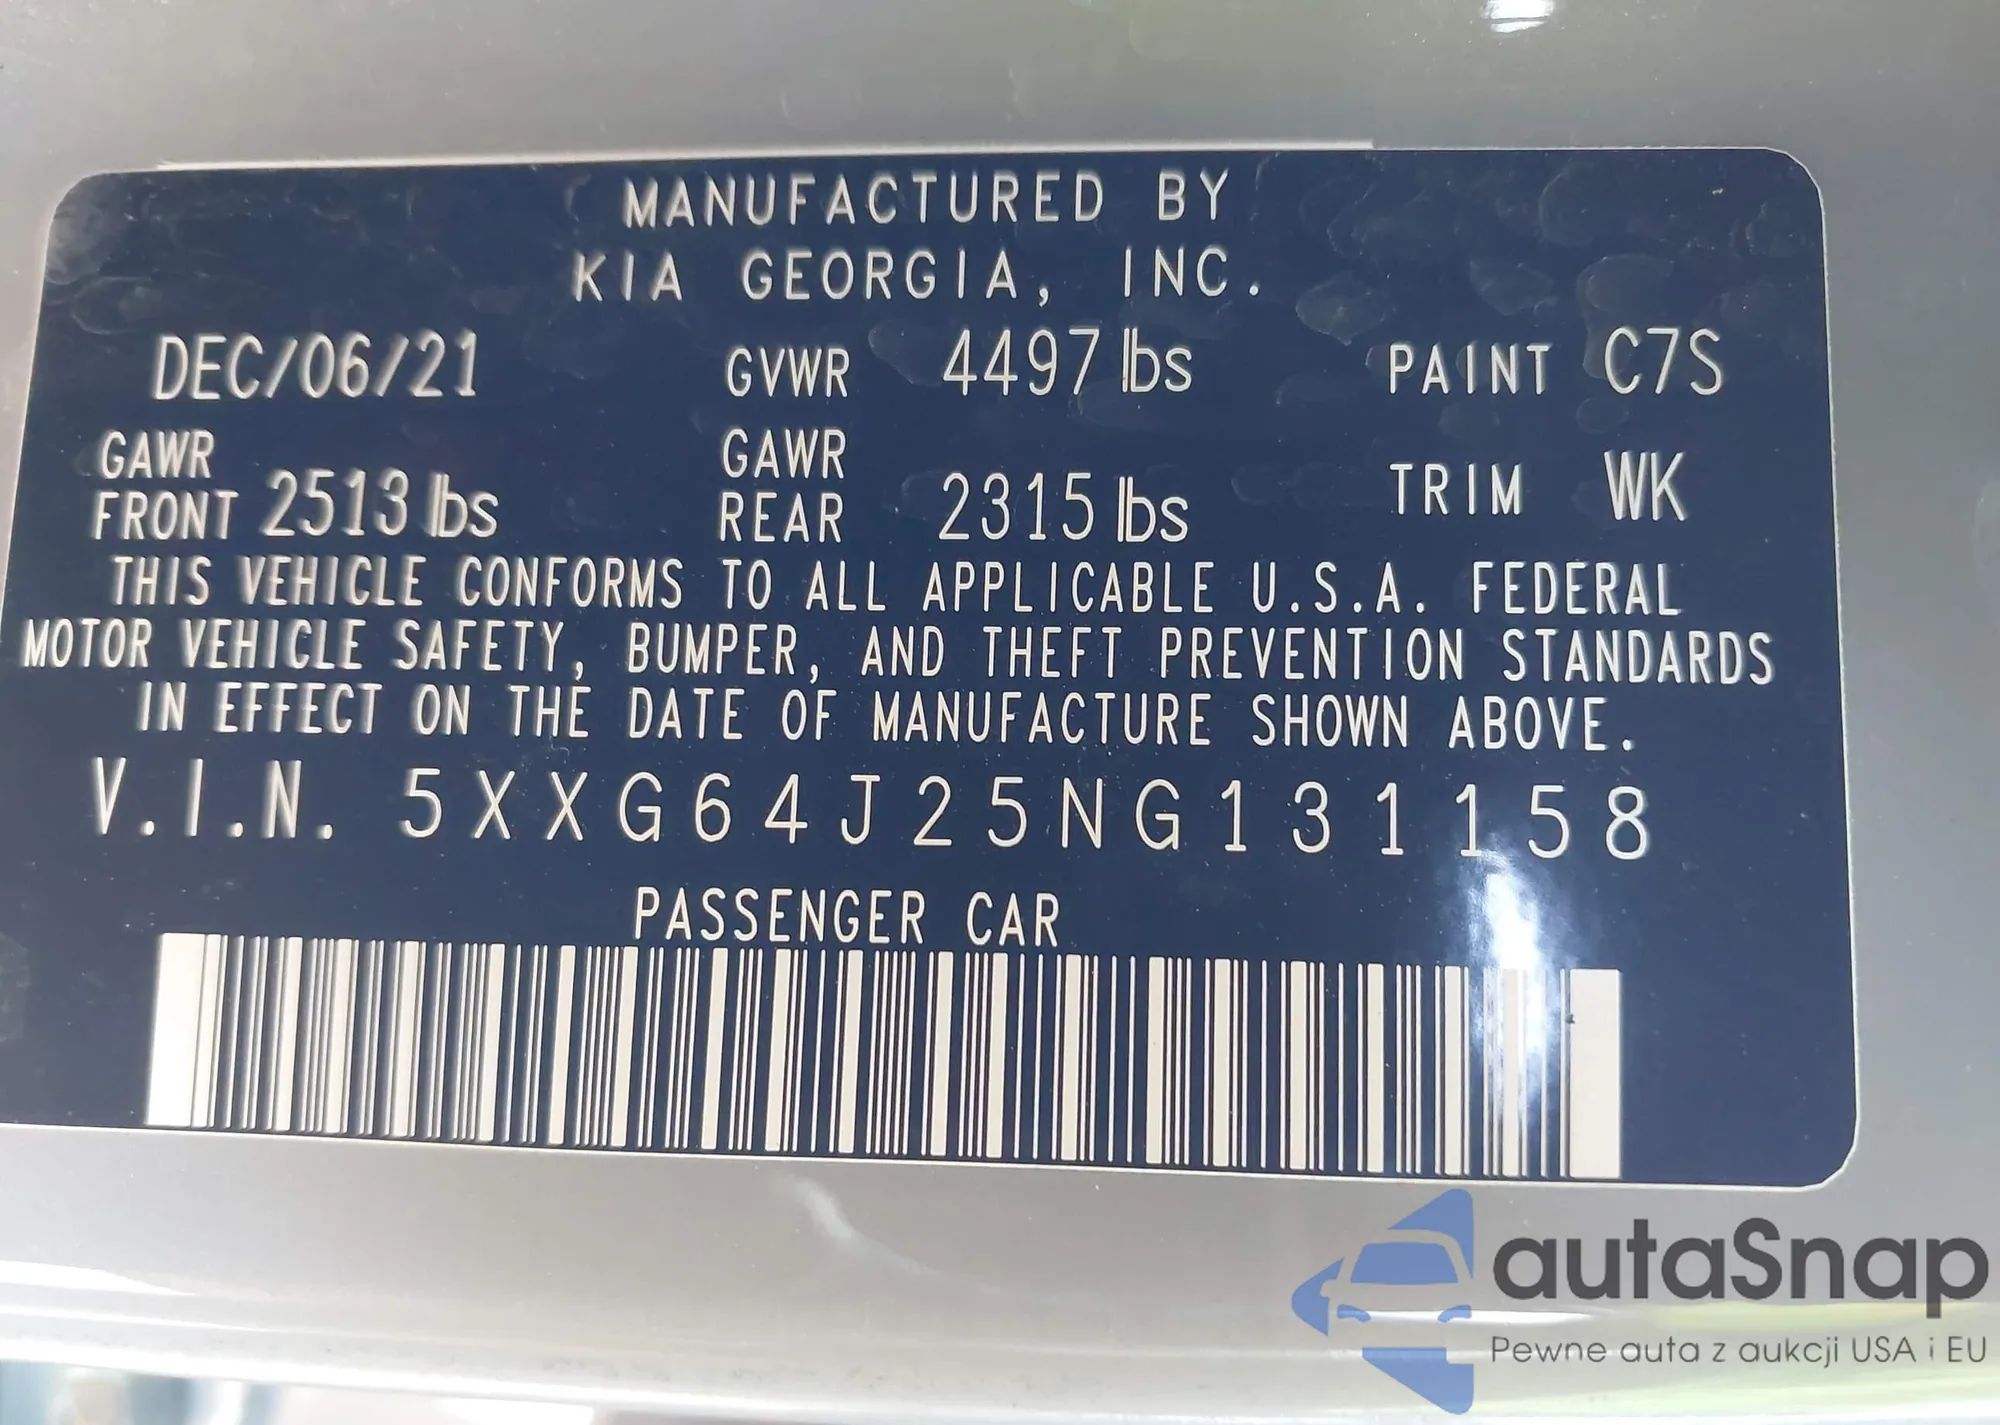 MANUFACTURED BY
KIA GEORGIA, INC.
DEC/06/21 GVWR 4497 lbs PAINT C7S
GAWR FRONT 2513 lbs GAWR REAR 2315 lbs TRIM WK
THIS VEHICLE CONFORMS TO ALL APPLICABLE U.S.A. FEDERAL
MOTOR VEHICLE SAFETY, BUMPER, AND THEFT PREVENTION STANDARDS
IN EFFECT ON THE DATE OF MANUFACTURE SHOWN ABOVE.
V.I.N. 5XXG64J25NG131158
PASSENGER CAR
autaSnap
Pewne auta z aukcji USA i EU